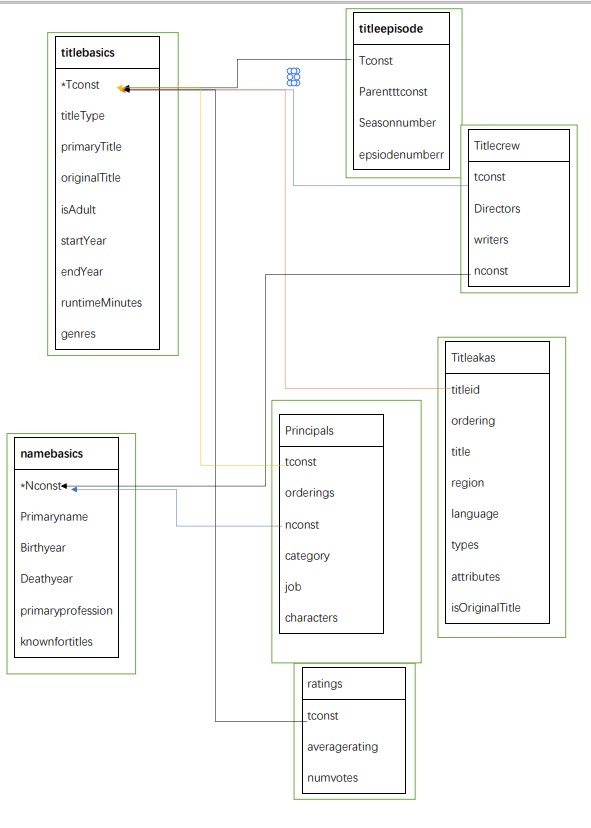 titlebasics
*Tconst
titleType
primaryTitle
originalTitle
isAdult
startYear
endYear
runtimeMinutes
genres
titleepisode
Tconst
Parentttconst
Seasonnumber
epsiodenumberr
Titlecrew
tconst
Directors
writers
nconst
Titleakas
titleid
ordering
title
region
language
types
attributes
isOriginalTitle
namebasics
*Nconst
Primaryname
Birthyear
Deathyear
primaryprofession
knownfortitles
Principals
tconst
orderings
nconst
category
job
characters
ratings
tconst
averagerating
numvotes